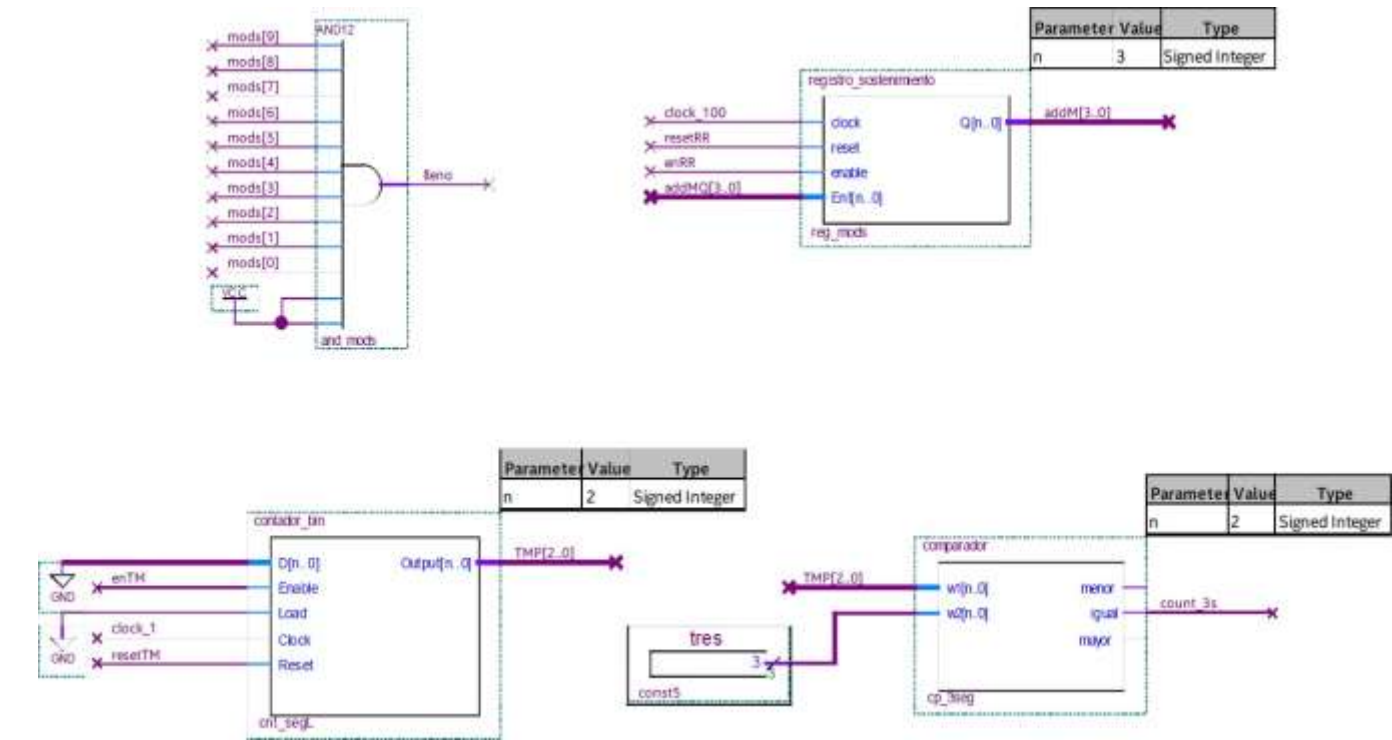 AND12
mods[9]
mods[8]
mods[7]
mods[6]
mods[5]
mods[4]
mods[3]
mods[2]
mods[1]
mods[0]
VCC
lleno
and_mods
Parameter Value Type
n 3 Signed Integer
registro_sostenimiento
clock_100
resetRR
enRR
addMQ[3..0]
clock
reset
enable
Ent[n..0]
Q[n..0]
addM[3..0]
reg_mods
Parameter Value Type
n 2 Signed Integer
contador_bin
GND
enTM
GND
clock_1
resetTM
D[n..0]
Enable
Load
Clock
Reset
Output[n..0]
TMP[2..0]
cnt_segL
tres
3
3
const5
Parameter Value Type
n 2 Signed Integer
comparador
TMP[2..0]
w1[n..0]
w2[n..0]
menor
igual
mayor
count_3s
cp_3seg